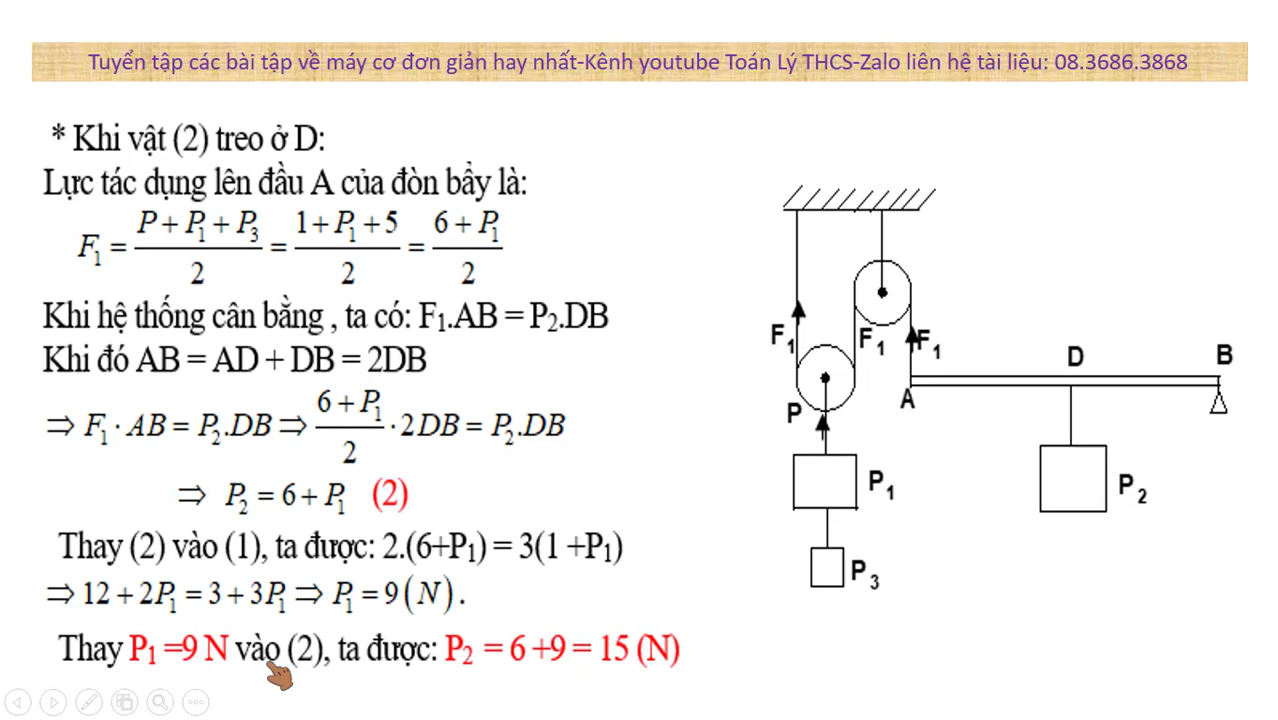 Tuyển tập các bài tập về máy cơ đơn giản hay nhất-Kênh youtube Toán Lý THCS-Zalo liên hệ tài liệu: 08.3686.3868
* Khi vật (2) treo ở D:
Lực tác dụng lên đầu A của đòn bẩy là:
F₁ = (P + P₁ + P₃)/2 = (1 + P₁ + 5)/2 = (6 + P₁)/2
Khi hệ thống cân bằng , ta có: F₁.AB = P₂.DB
Khi đó AB = AD + DB = 2DB
⇒ F₁ · AB = P₂.DB ⇒ (6 + P₁)/2 · 2DB = P₂.DB
⇒ P₂ = 6 + P₁ (2)
Thay (2) vào (1), ta được: 2.(6+P₁) = 3(1 +P₁)
⇒ 12 + 2P₁ = 3 + 3P₁ ⇒ P₁ = 9 (N).
Thay P₁ =9 N vào (2), ta được: P₂ = 6 +9 = 15 (N)
F₁ F₁ F₁
D B
A
P
P₁
P₂
P₃